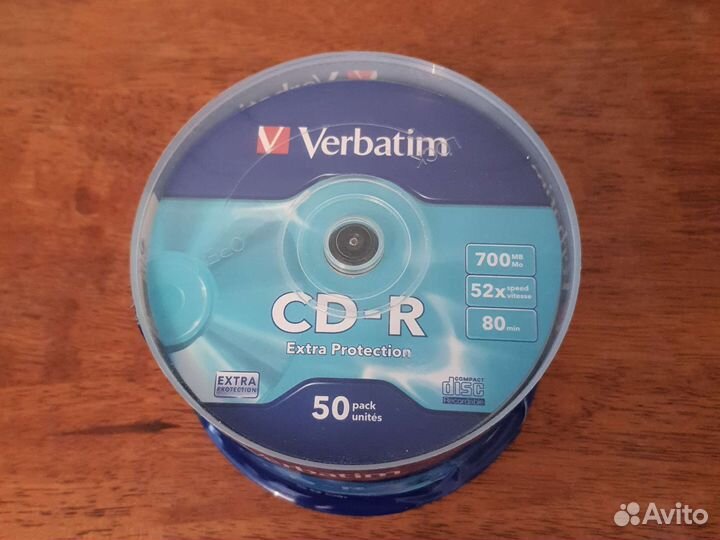 Verbatim
700 MB Mo
52x speed vitesse
80 min
CD-R
Extra Protection
EXTRA
PROTECTION
COMPACT
disc
Recordable
50 pack unités
Verbatim
Avito